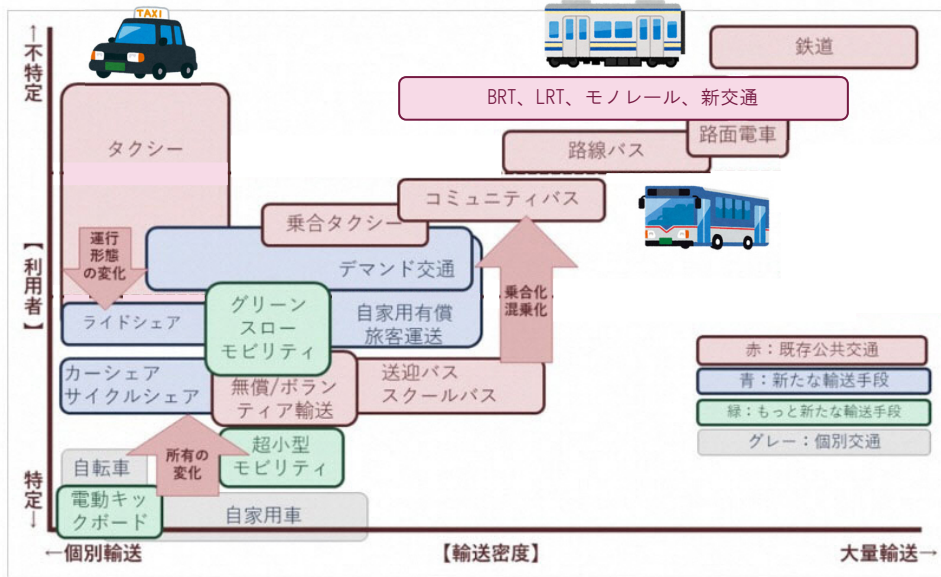 TAXI
←不特定
【利用者】
特定→
鉄道
BRT、LRT、モノレール、新交通
路面電車
路線バス
タクシー
コミュニティバス
乗合タクシー
運行
形態
の変化
デマンド交通
乗合化
混乗化
グリーン
スロー
モビリティ
自家用有償
旅客運送
ライドシェア
カーシェア
サイクルシェア
無償/ボラン
ティア輸送
送迎バス
スクールバス
赤：既存公共交通
青：新たな輸送手段
緑：もっと新たな輸送手段
グレー：個別交通
所有の
変化
超小型
モビリティ
自転車
電動キッ
クボード
自家用車
←個別輸送
【輸送密度】
大量輸送→